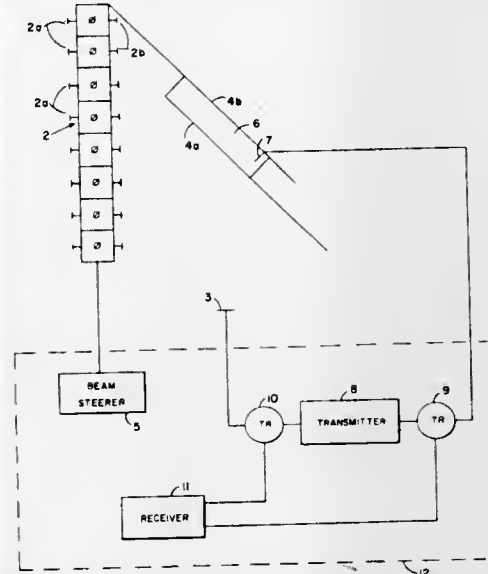 2a
2b
2a
2
4b
6
7
4a
Ø
Ø
Ø
Ø
Ø
Ø
Ø
Ø
3
10
8
9
BEAM
STEERER
TR
TRANSMITTER
TR
5
11
RECEIVER
12